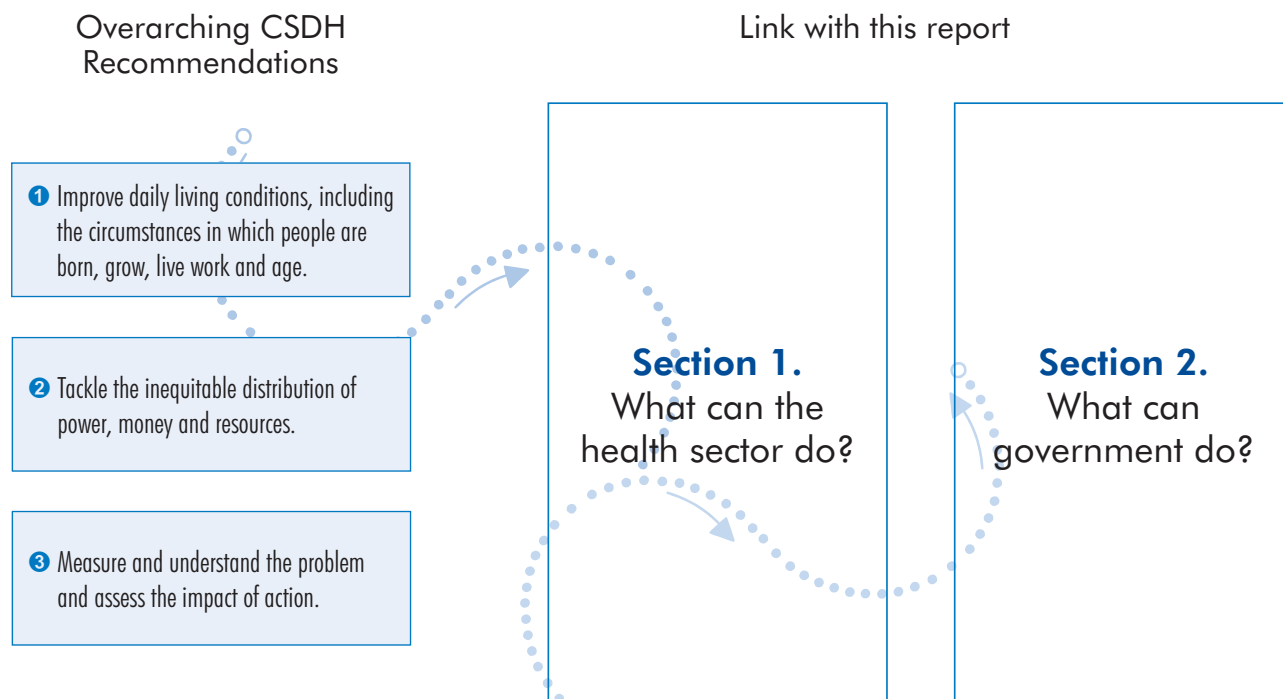 Overarching CSDH
Recommendations
Link with this report
❶ Improve daily living conditions, including
the circumstances in which people are
born, grow, live work and age.
❷ Tackle the inequitable distribution of
power, money and resources.
❸ Measure and understand the problem
and assess the impact of action.
Section 1.
What can the
health sector do?
Section 2.
What can
government do?